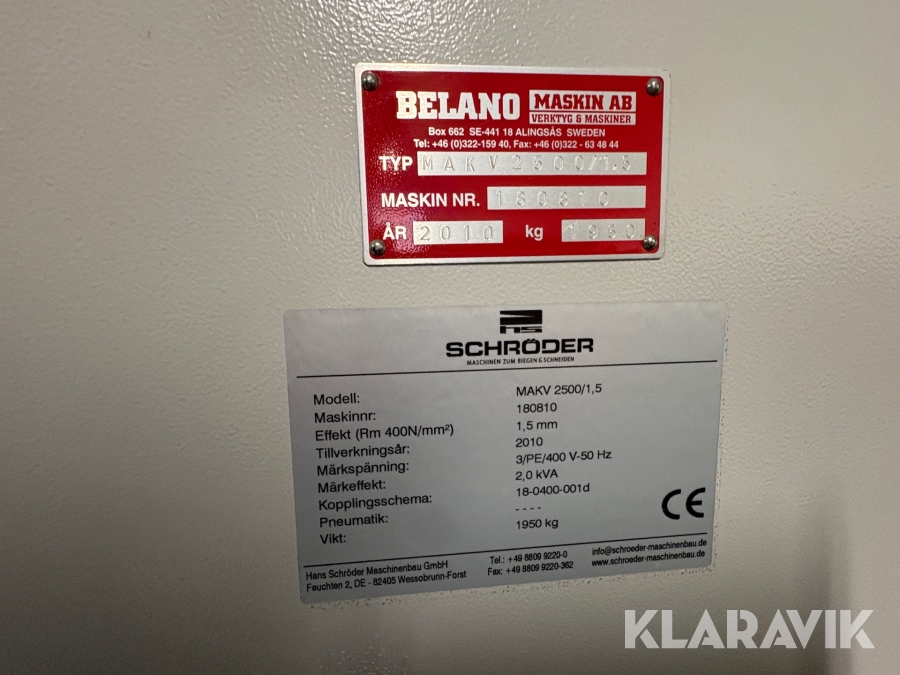 BELANO MASKIN AB
VERKTYG & MASKINER
Box 662 SE-441 18 ALINGSÅS SWEDEN
Tel: +46 (0)322-159 40, Fax: +46 (0)322 - 63 48 44
TYP MAKV2500/1.5
MASKIN NR. 180810
ÅR 2010 kg 1950
hs
SCHRÖDER
MASCHINEN ZUM BIEGEN & SCHNEIDEN
Modell: MAKV 2500/1,5
Maskinnr: 180810
Effekt (Rm 400N/mm²) 1,5 mm
Tillverkningsår: 2010
Märkspänning: 3/PE/400 V-50 Hz
Märkeffekt: 2,0 kVA
Kopplingsschema: 18-0400-001d
Pneumatik: - - - -
Vikt: 1950 kg
CE
Hans Schröder Maschinenbau GmbH
Feuchten 2, DE - 82405 Wessobrunn-Forst
Tel.: +49 8809 9220-0
Fax: +49 8809 9220-362
info@schroeder-maschinenbau.de
www.schroeder-maschinenbau.de
KLARAVIK